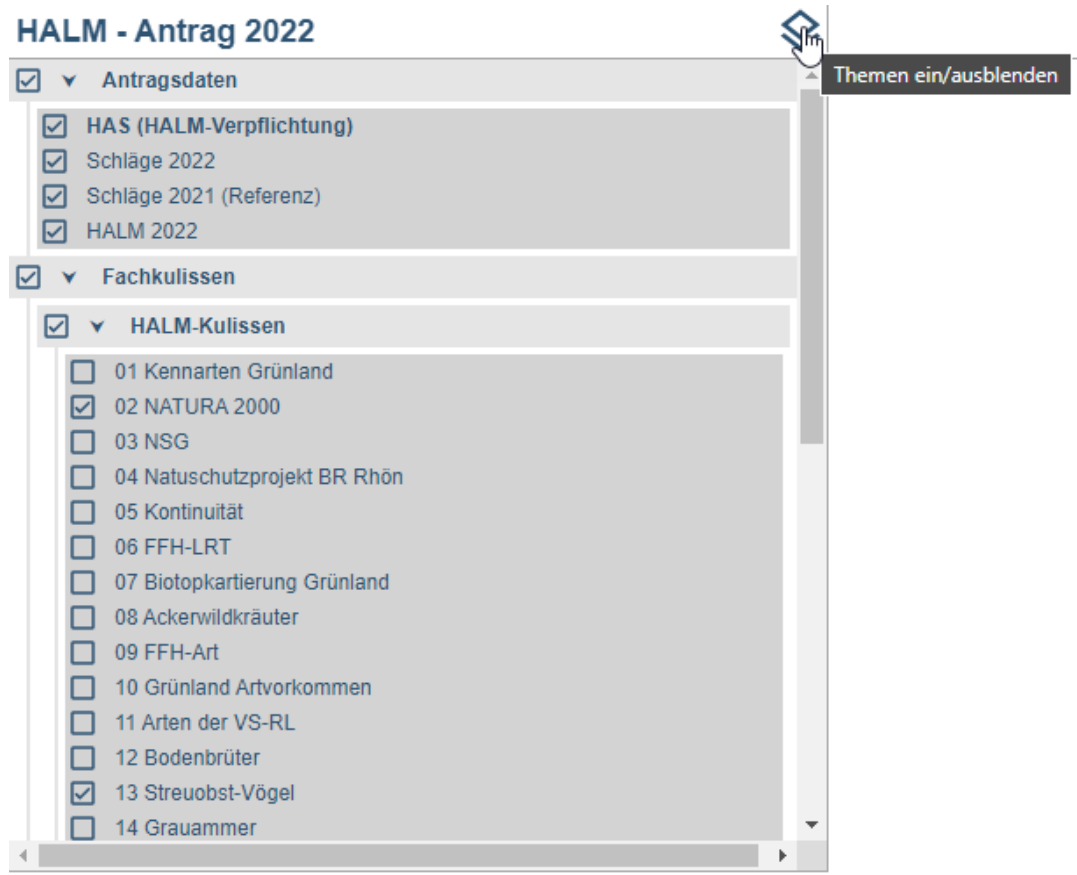 HALM - Antrag 2022
Themen ein/ausblenden
Antragsdaten
HAS (HALM-Verpflichtung)
Schläge 2022
Schläge 2021 (Referenz)
HALM 2022
Fachkulissen
HALM-Kulissen
01 Kennarten Grünland
02 NATURA 2000
03 NSG
04 Natuschutzprojekt BR Rhön
05 Kontinuität
06 FFH-LRT
07 Biotopkartierung Grünland
08 Ackerwildkräuter
09 FFH-Art
10 Grünland Artvorkommen
11 Arten der VS-RL
12 Bodenbrüter
13 Streuobst-Vögel
14 Grauammer